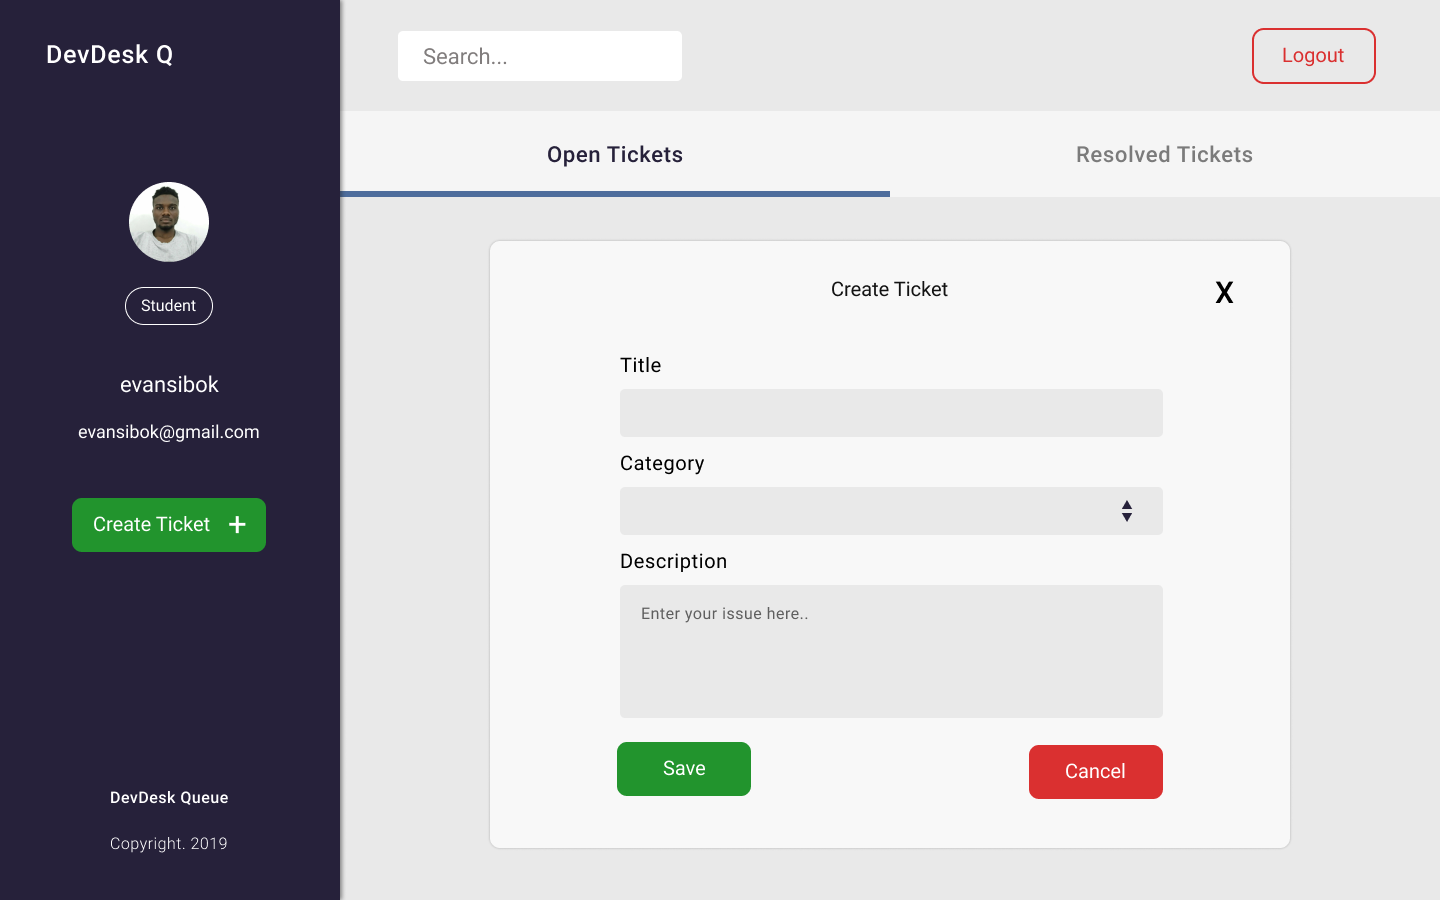 DevDesk Q
Student
evansibok
evansibok@gmail.com
Create Ticket +
DevDesk Queue
Copyright. 2019
Search...
Logout
Open Tickets
Resolved Tickets
Create Ticket
X
Title
Category
Description
Enter your issue here..
Save
Cancel